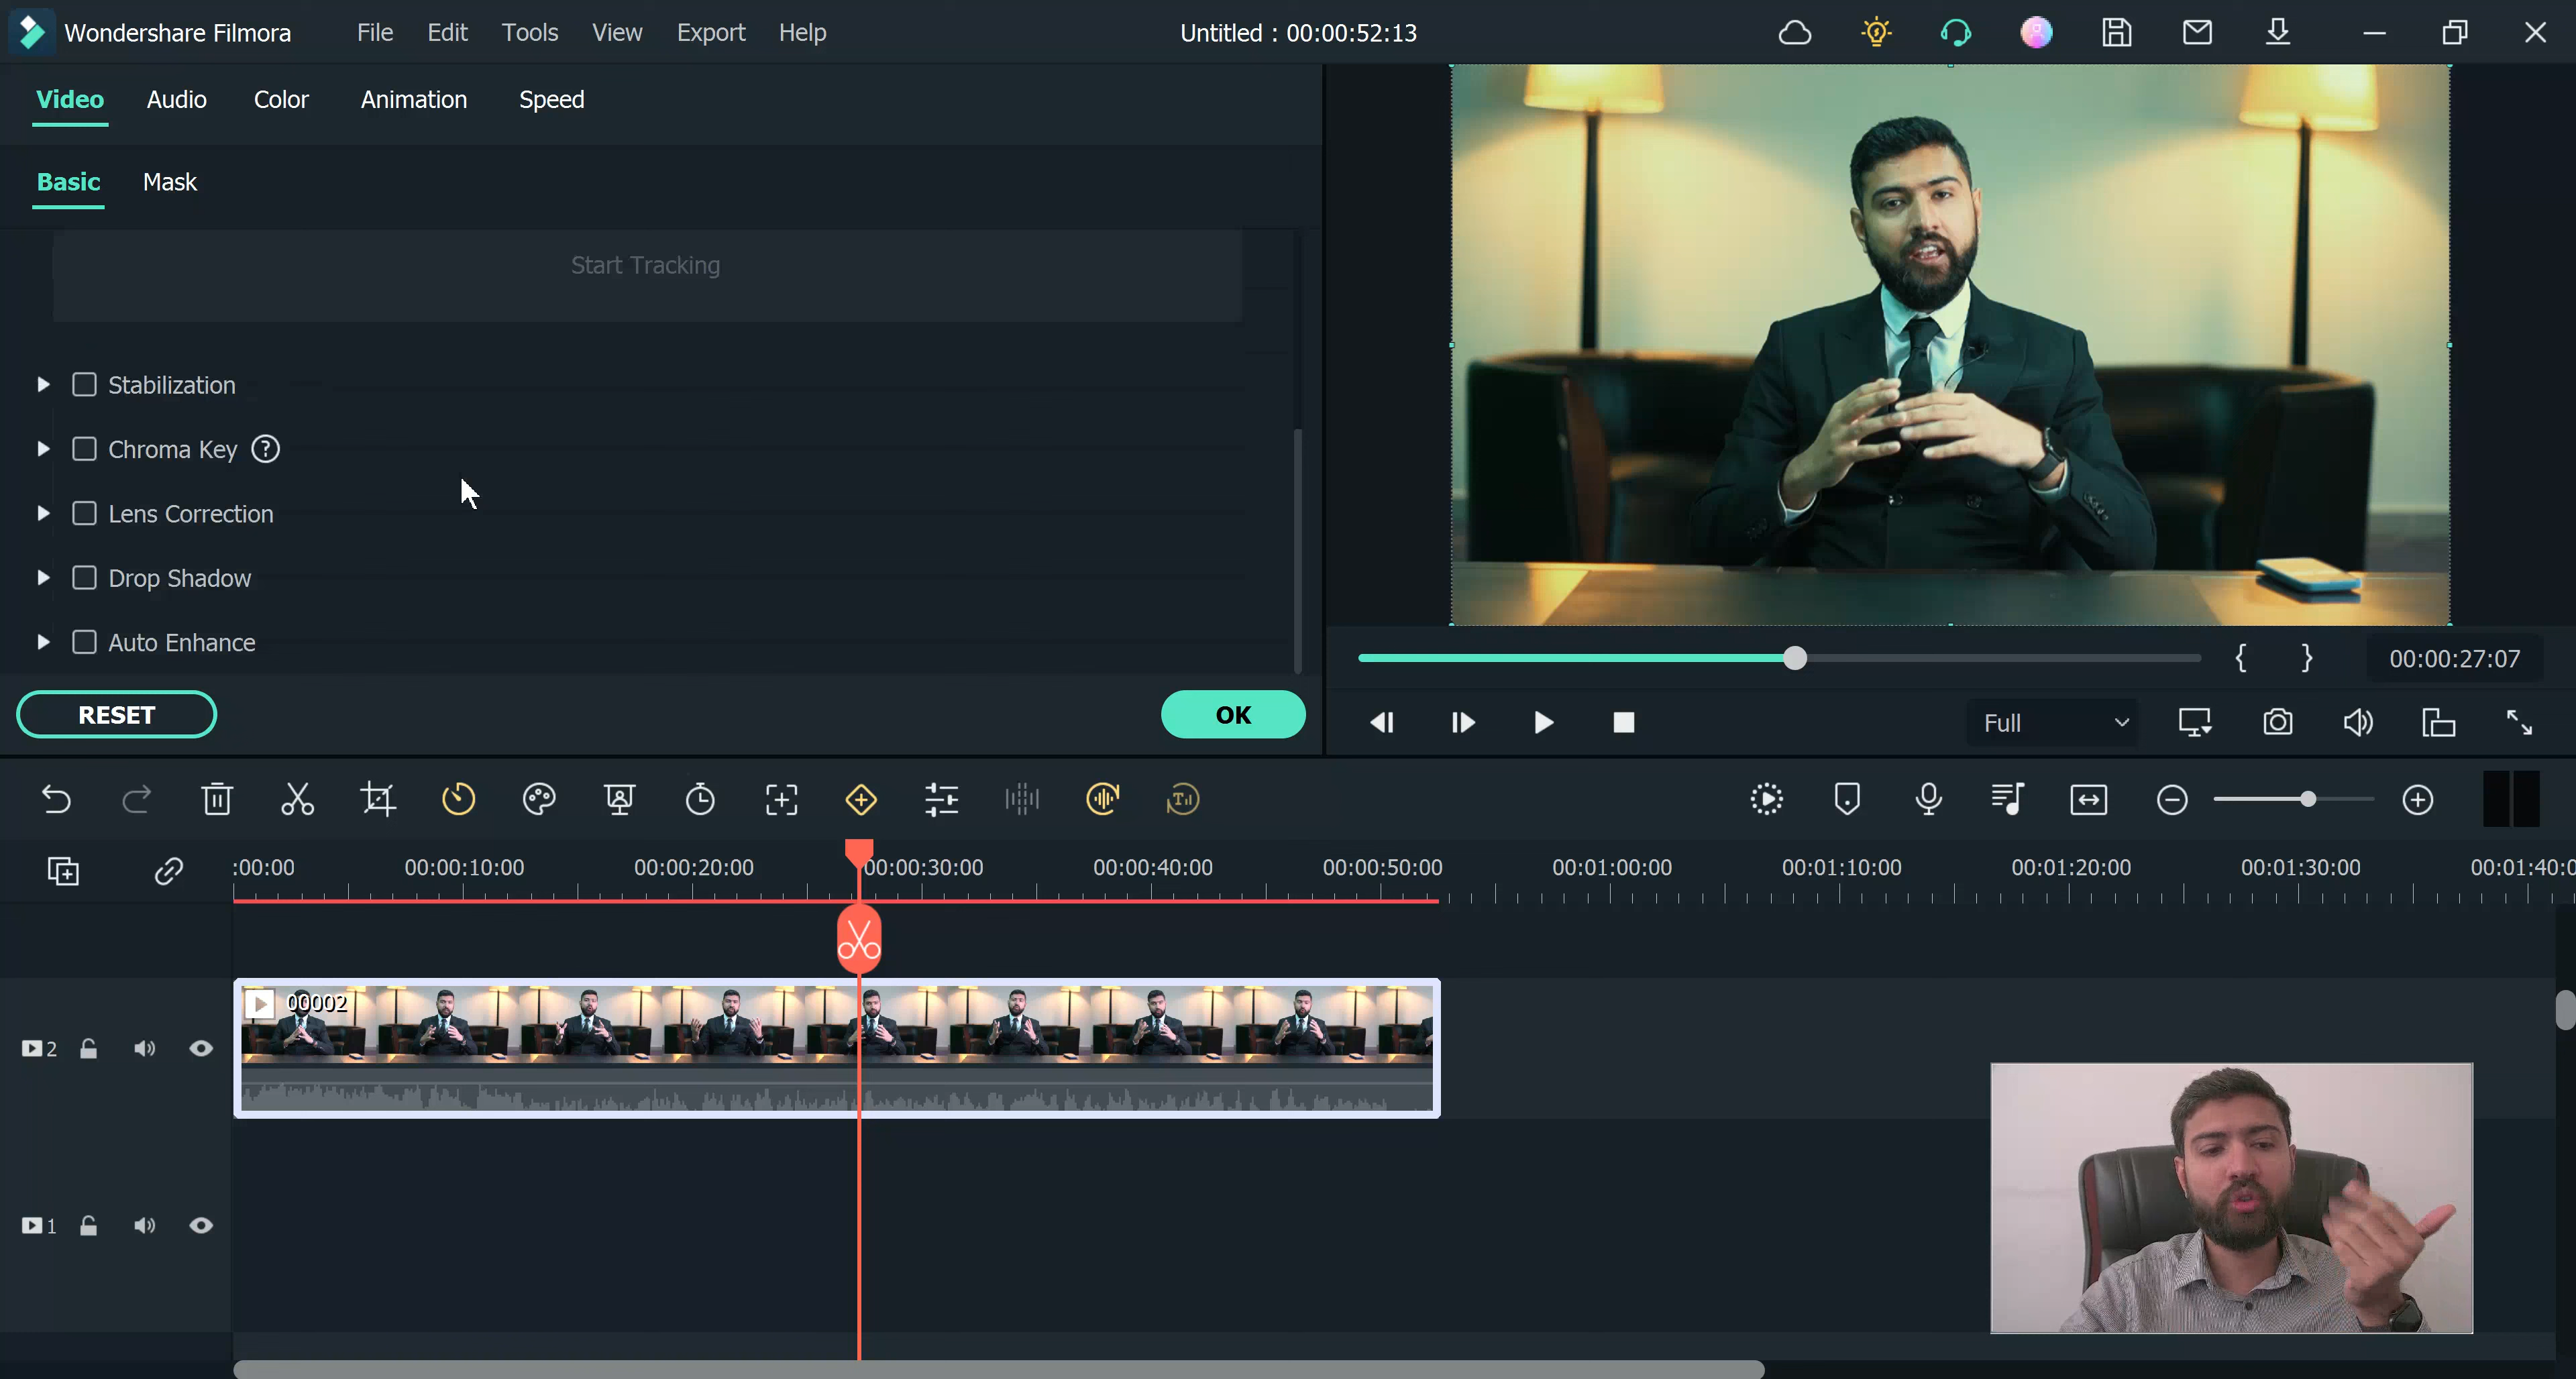 Wondershare Filmora File Edit Tools View Export Help Untitled : 00:00:52:13
Video Audio Color Animation Speed
Basic Mask
Start Tracking
Stabilization
Chroma Key ?
Lens Correction
Drop Shadow
Auto Enhance
RESET OK
{ } 00:00:27:07
Full
:00:00 00:00:10:00 00:00:20:00 00:00:30:00 00:00:40:00 00:00:50:00 00:01:00:00 00:01:10:00 00:01:20:00 00:01:30:00 00:01:40:0
00002
2
1